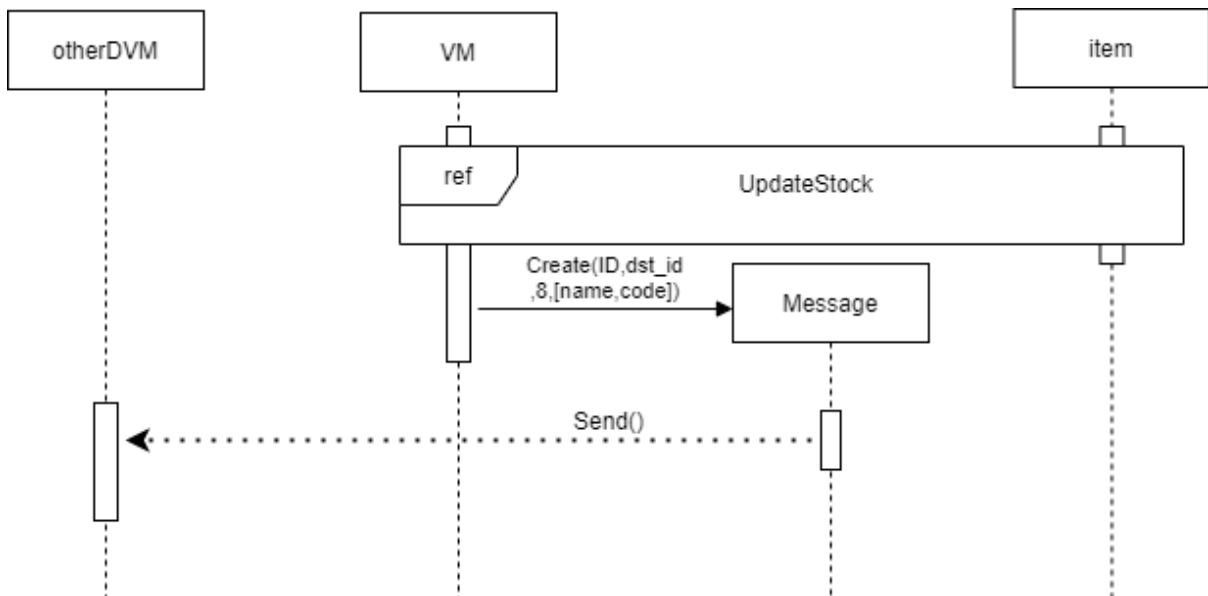 otherDVM
VM
item
ref
UpdateStock
Create(ID,dst_id
,8,[name,code])
Message
Send()